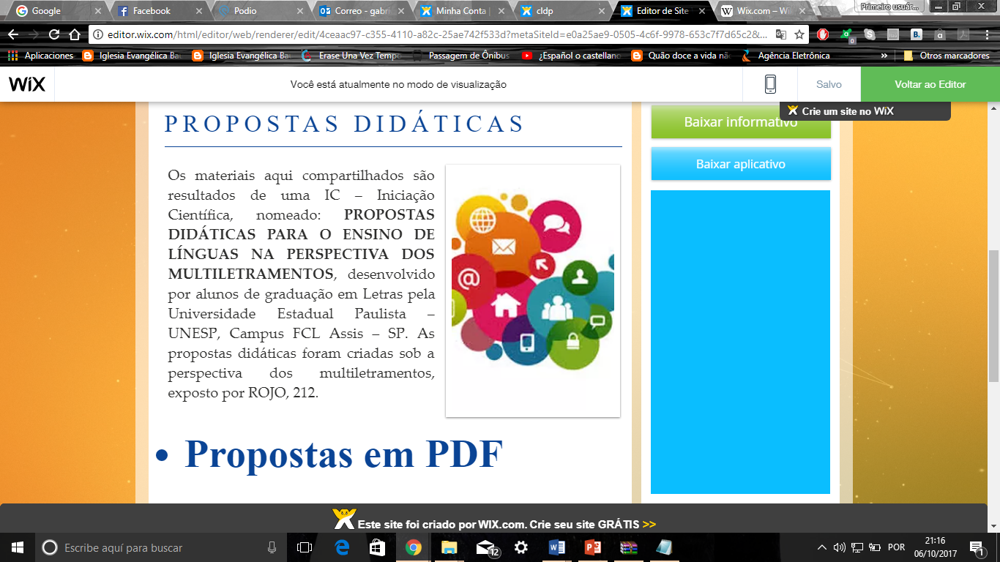 Google
Facebook
Podio
Correo - gabri
Minha Conta |
cldp
Editor de Site
Wix.com – Wi
Primeiro usuár...
editor.wix.com/html/editor/web/renderer/edit/4ceaac97-c355-4110-a82c-25ae742f533d?metaSiteId=e0a25ae9-0505-4c6f-9978-653c7f7d65c2&...
0
B.
a
Aplicaciones
Iglesia Evangélica Ba
Iglesia Evangélica Ba
Erase Una Vez Tempo
Passagem de Ônibus
¿Español o castellano
Quão doce a vida nã
Agência Eletrônica
»
Otros marcadores
WiX
Você está atualmente no modo de visualização
Salvo
Voltar ao Editor
Crie um site no WiX
PROPOSTAS DIDÁTICAS
Baixar informativo
Baixar aplicativo
Os materiais aqui compartilhados são
resultados de uma IC – Iniciação
Científica, nomeado: PROPOSTAS
DIDÁTICAS PARA O ENSINO DE
LÍNGUAS NA PERSPECTIVA DOS
MULTILETRAMENTOS, desenvolvido
por alunos de graduação em Letras pela
Universidade Estadual Paulista –
UNESP, Campus FCL Assis – SP. As
propostas didáticas foram criadas sob a
perspectiva dos multiletramentos,
exposto por ROJO, 212.
@
• Propostas em PDF
Este site foi criado por WIX.com. Crie seu site GRÁTIS >>
Escribe aquí para buscar
12
POR
21:16
06/10/2017
1